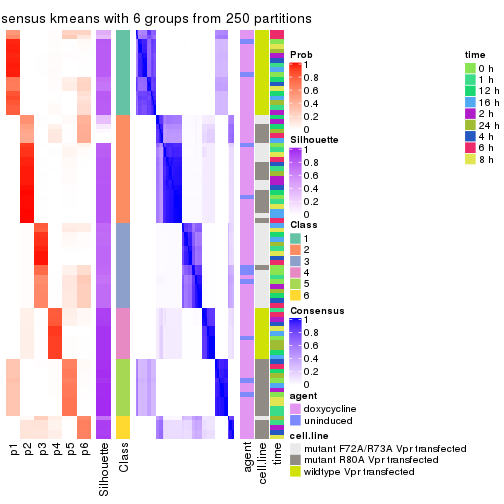 sensus kmeans with 6 groups from 250 partitions
Prob
1
0.8
0.6
0.4
0.2
0
Silhouette
1
0.8
0.6
0.4
0.2
0
Class
1
2
3
4
5
6
Consensus
1
0.8
0.6
0.4
0.2
0
agent
doxycycline
uninduced
cell.line
mutant F72A/R73A Vpr transfected
mutant R80A Vpr transfected
wildtype Vpr transfected
time
0 h
1 h
12 h
16 h
2 h
24 h
4 h
6 h
8 h
p1
p2
p3
p4
p5
p6
Silhouette
Class
agent
cell.line
time